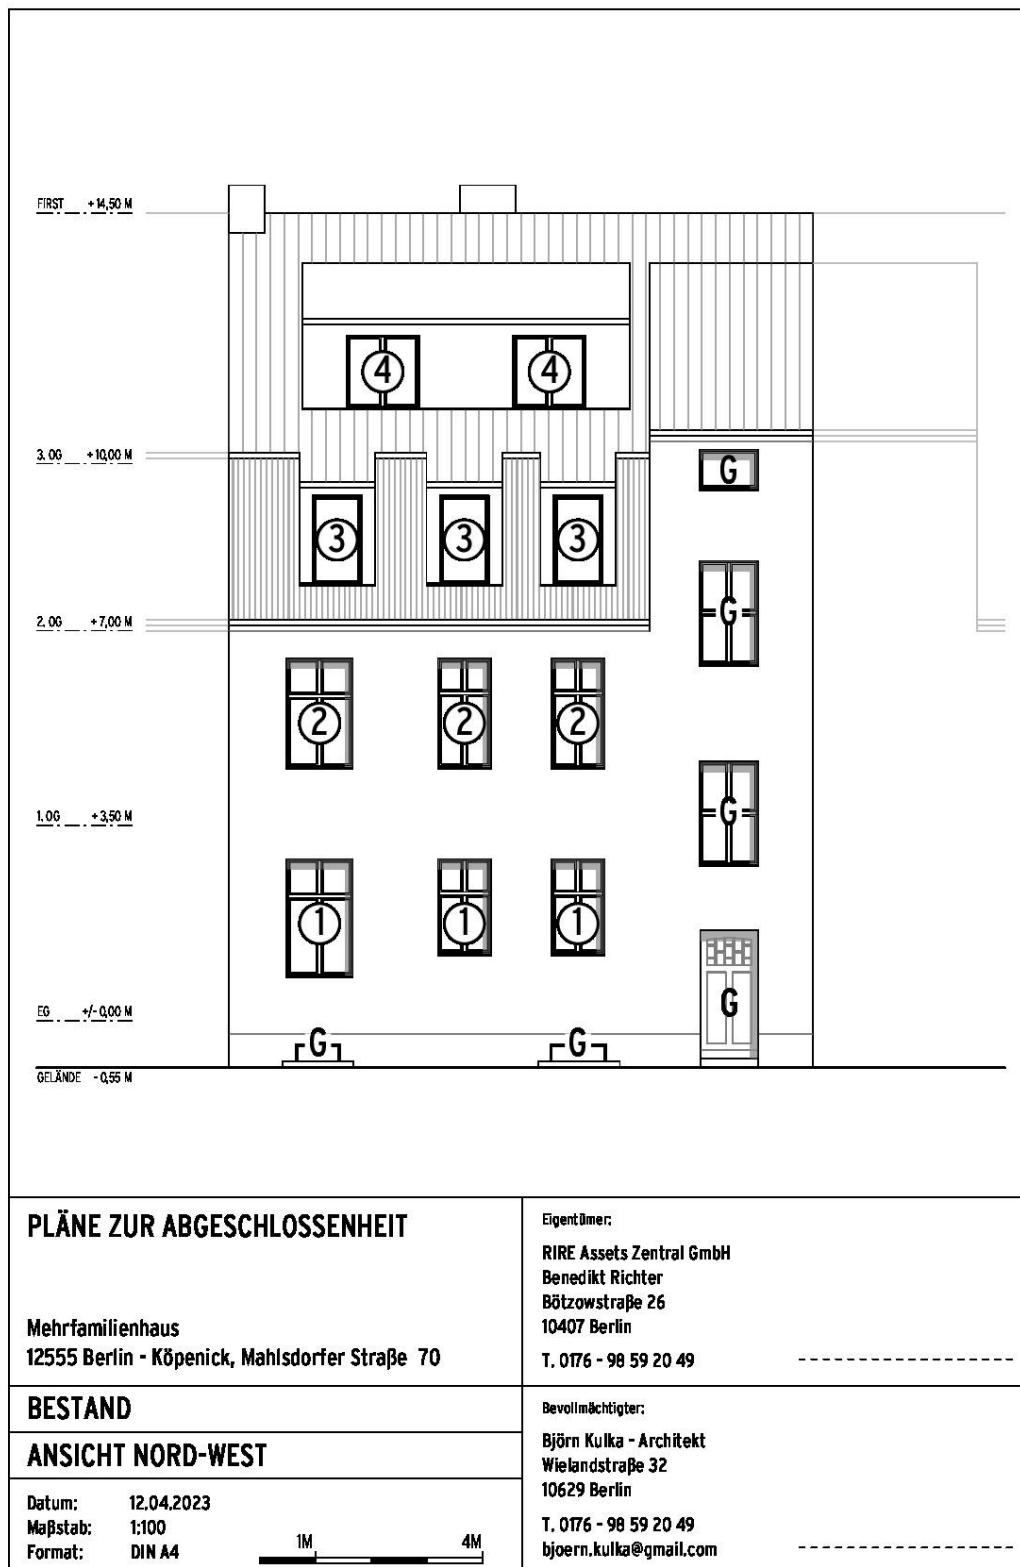 FIRST +14,50 M
4 4
3. OG +10,00 M
G
3 3 3
2. OG +7,00 M
G
2 2 2
1. OG +3,50 M
G
1 1 1
G
EG +/- 0,00 M
G G
GELÄNDE - 0,55 M
PLÄNE ZUR ABGESCHLOSSENHEIT
Mehrfamilienhaus
12555 Berlin - Köpenick, Mahlsdorfer Straße 70
BESTAND
ANSICHT NORD-WEST
Datum: 12.04.2023
Maßstab: 1:100
Format: DIN A4
1M 4M
Eigentümer:
RIRE Assets Zentral GmbH
Benedikt Richter
Bötzowstraße 26
10407 Berlin
T. 0176 - 98 59 20 49
Bevollmächtigter:
Björn Kulka - Architekt
Wielandstraße 32
10629 Berlin
T. 0176 - 98 59 20 49
bjoern.kulka@gmail.com